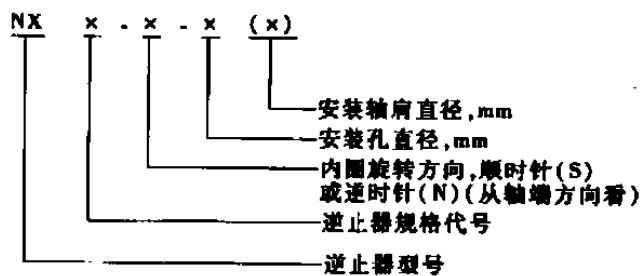 NX × . × - × (×)
安装轴肩直径,mm
安装孔直径,mm
内圈旋转方向,顺时针(S)
或逆时针(N)(从轴端方向看)
逆止器规格代号
逆止器型号